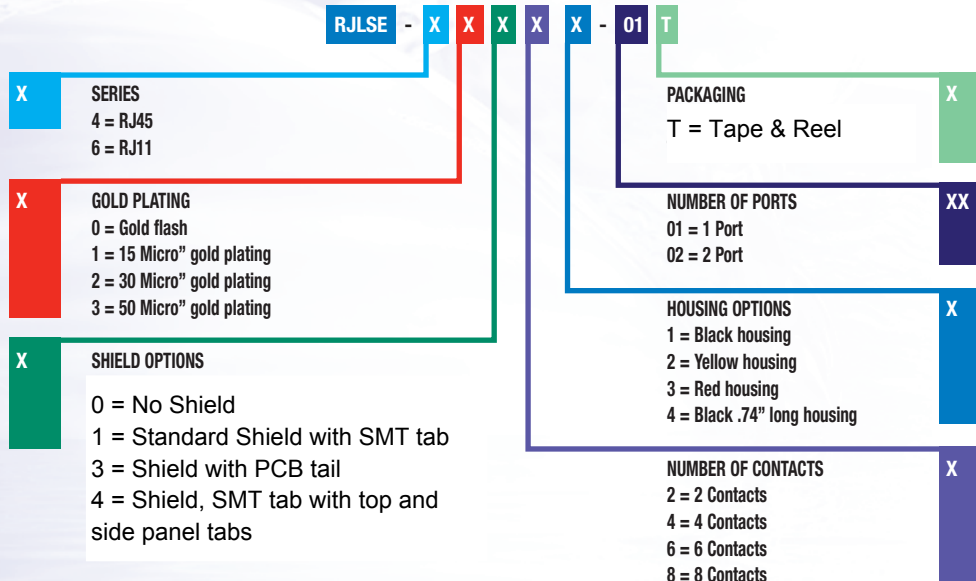 RJLSE - X X X X X - 01 T
X
SERIES
4 = RJ45
6 = RJ11
X
GOLD PLATING
0 = Gold flash
1 = 15 Micro” gold plating
2 = 30 Micro” gold plating
3 = 50 Micro” gold plating
X
SHIELD OPTIONS
0 = No Shield
1 = Standard Shield with SMT tab
3 = Shield with PCB tail
4 = Shield, SMT tab with top and
side panel tabs
PACKAGING
X
T = Tape & Reel
NUMBER OF PORTS
XX
01 = 1 Port
02 = 2 Port
HOUSING OPTIONS
X
1 = Black housing
2 = Yellow housing
3 = Red housing
4 = Black .74” long housing
NUMBER OF CONTACTS
X
2 = 2 Contacts
4 = 4 Contacts
6 = 6 Contacts
8 = 8 Contacts